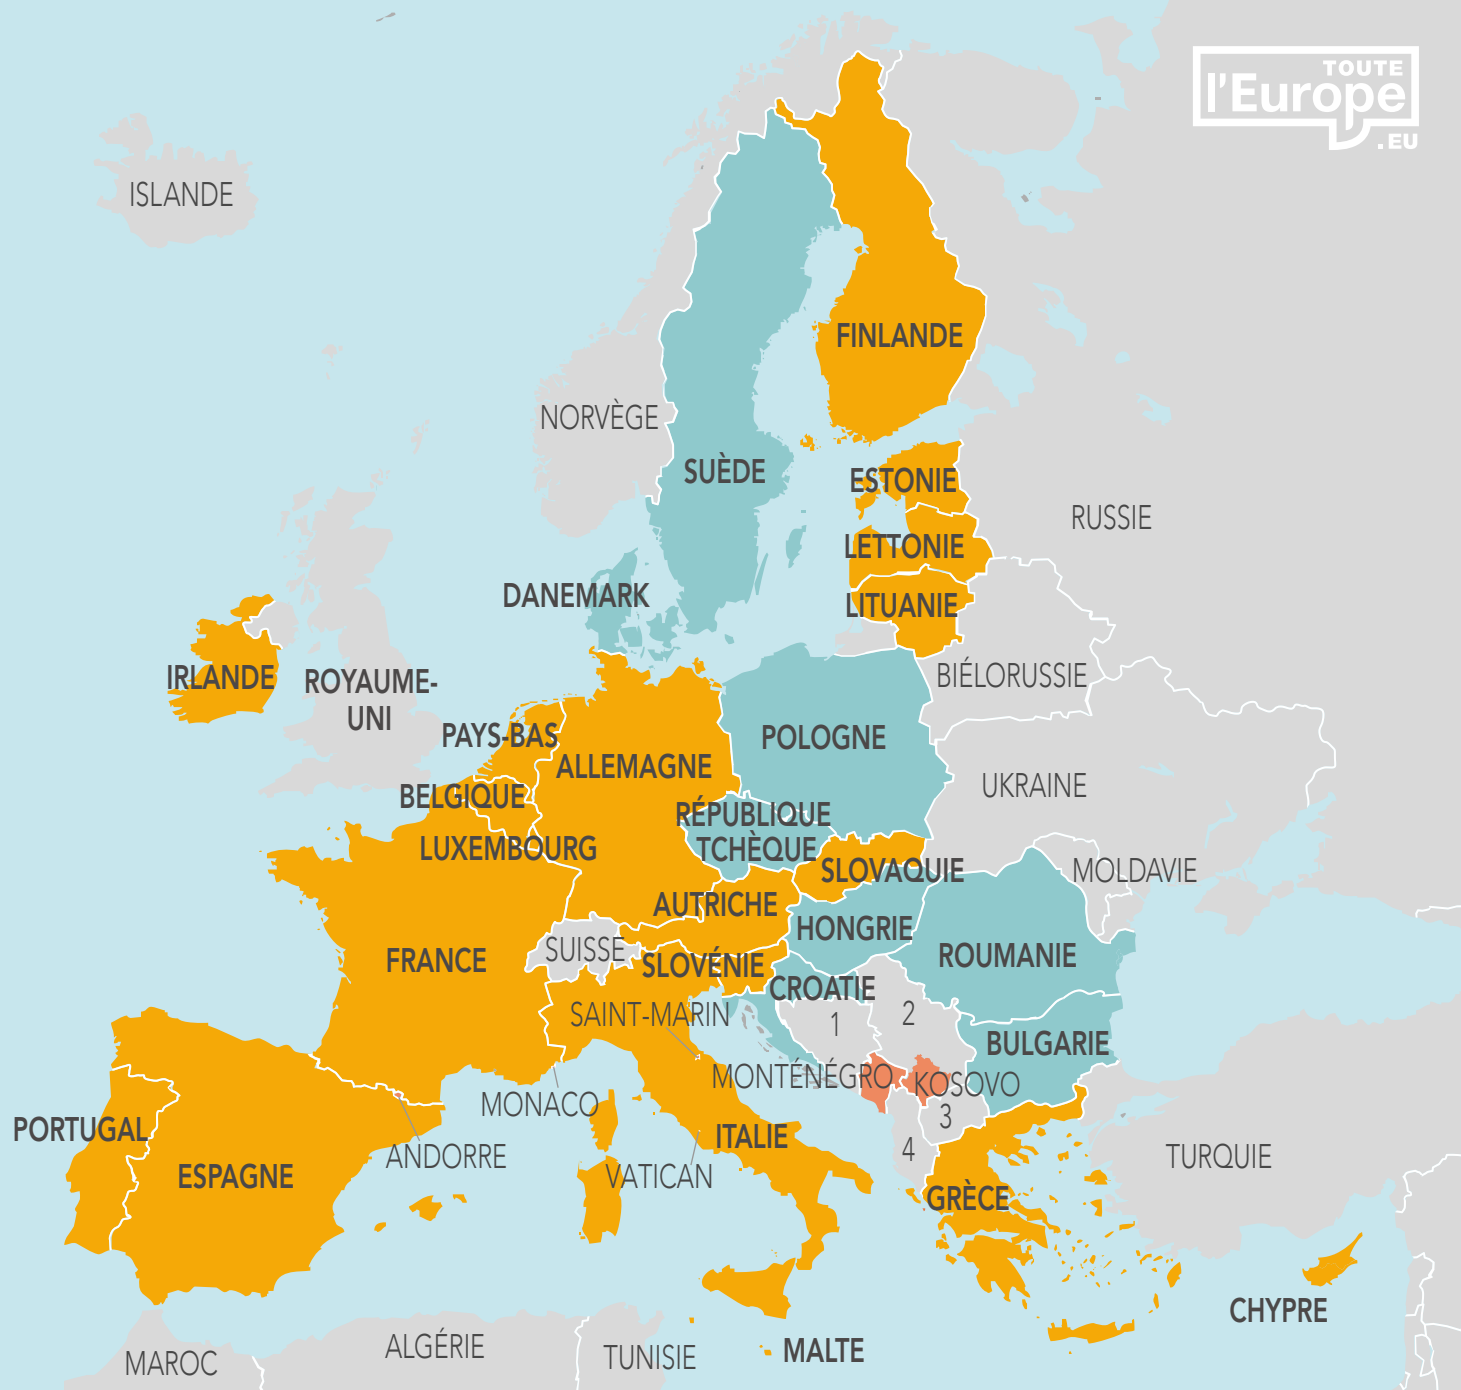 TOUTE
l'Europe
.EU
ISLANDE
FINLANDE
NORVÈGE
SUÈDE
ESTONIE
RUSSIE
LETTONIE
DANEMARK
LITUANIE
IRLANDE
ROYAUME-
UNI
BIÉLORUSSIE
PAYS-BAS
POLOGNE
ALLEMAGNE
UKRAINE
BELGIQUE
RÉPUBLIQUE
TCHÈQUE
LUXEMBOURG
SLOVAQUIE
MOLDAVIE
AUTRICHE
HONGRIE
SUISSE
FRANCE
SLOVÉNIE
ROUMANIE
CROATIE
SAINT-MARIN
1
2
BULGARIE
MONTÉNÉGRO
KOSOVO
MONACO
3
PORTUGAL
ITALIE
4
ANDORRE
TURQUIE
ESPAGNE
VATICAN
GRÈCE
CHYPRE
MALTE
ALGÉRIE
TUNISIE
MAROC